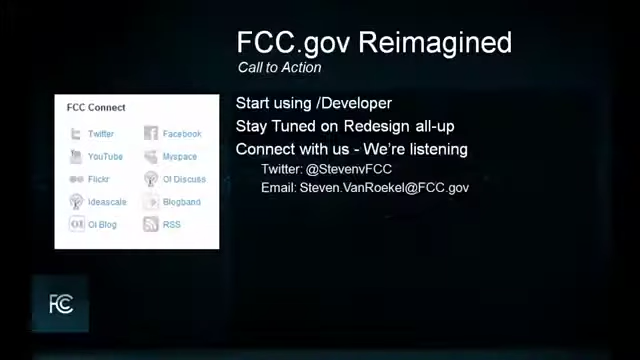 FCC.gov Reimagined
Call to Action
FCC Connect
Twitter Facebook
YouTube Myspace
Flickr OI Discuss
Ideascale Blogband
OI OI Blog RSS
Start using /Developer
Stay Tuned on Redesign all-up
Connect with us - We're listening
Twitter: @StevenvFCC
Email: Steven.VanRoekel@FCC.gov
FCC